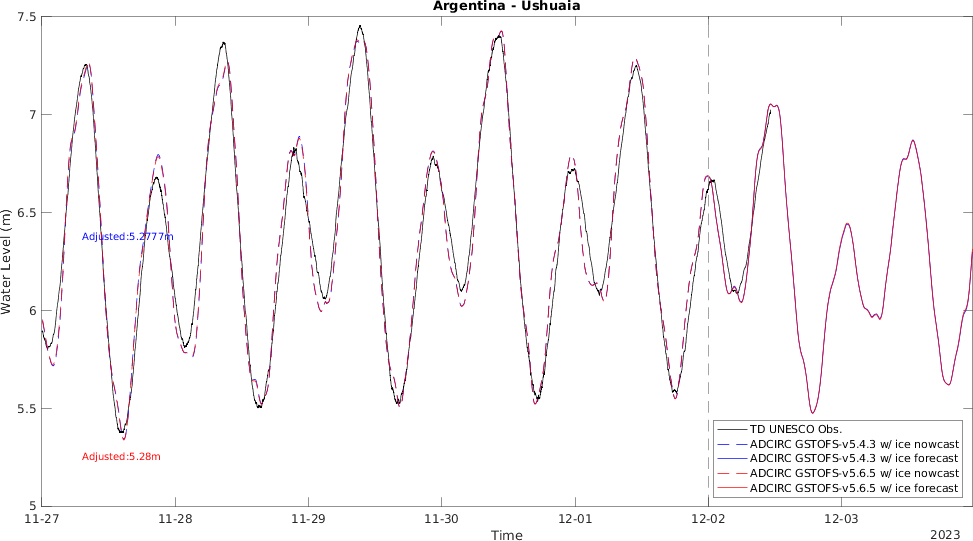 Argentina - Ushuaia
7.5
7
6.5
6
5.5
5
Water Level (m)
Adjusted:5.2777m
Adjusted:5.28m
TD UNESCO Obs.
ADCIRC GSTOFS-v5.4.3 w/ ice nowcast
ADCIRC GSTOFS-v5.4.3 w/ ice forecast
ADCIRC GSTOFS-v5.6.5 w/ ice nowcast
ADCIRC GSTOFS-v5.6.5 w/ ice forecast
11-27 11-28 11-29 11-30 12-01 12-02 12-03
Time
2023